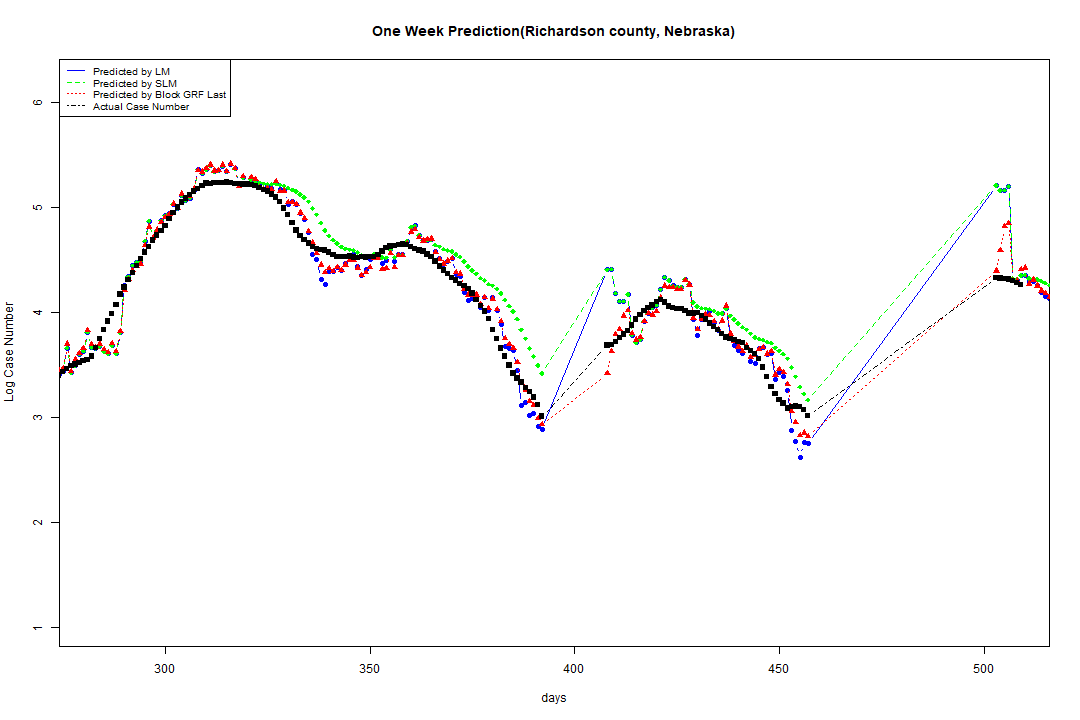 One Week Prediction(Richardson county, Nebraska)
Predicted by LM
Predicted by SLM
Predicted by Block GRF Last
Actual Case Number
6
5
4
3
2
1
Log Case Number
300 350 400 450 500
days